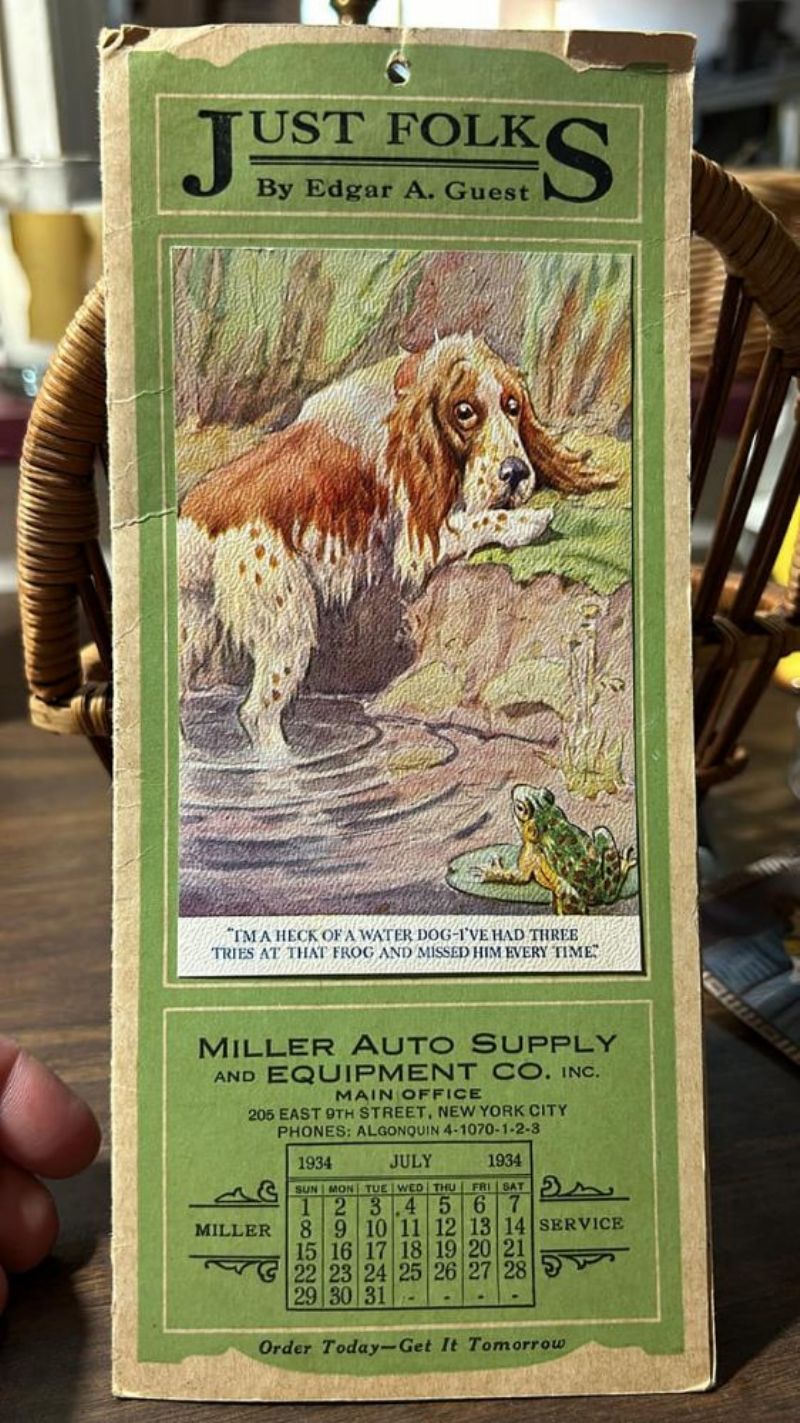 JUST FOLKS
By Edgar A. Guest
"I'M A HECK OF A WATER DOG-I'VE HAD THREE
TRIES AT THAT FROG AND MISSED HIM EVERY TIME."
MILLER AUTO SUPPLY
AND EQUIPMENT CO. INC.
MAIN OFFICE
205 EAST 9TH STREET, NEW YORK CITY
PHONES: ALGONQUIN 4-1070-1-2-3
1934 JULY 1934
SUN MON TUE WED THU FRI SAT
1 2 3 4 5 6 7
MILLER
8 9 10 11 12 13 14
SERVICE
15 16 17 18 19 20 21
22 23 24 25 26 27 28
29 30 31 - - - -
Order Today—Get It Tomorrow